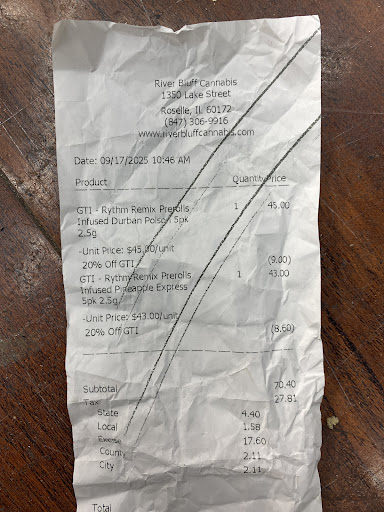 River Bluff Cannabis
1350 Lake Street
Roselle, IL 60172
(847) 306-9916
www.riverbluffcannabis.com
Date: 09/17/2025 10:46 AM
Product Quantity Price
GTI - Rythm Remix Prerolls - 1 45.00
Infused Durban Poison 5pk
2.5g
-Unit Price: $45.00/unit
20% Off GTI (9.00)
GTI - Rythm Remix Prerolls 1 43.00
Infused Pineapple Express
5pk 2.5g
-Unit Price: $43.00/unit
20% Off GTI (8.60)
Subtotal 70.40
Tax 27.81
State 4.40
Local 1.58
Excise 17.60
County 2.11
City 2.11
Total